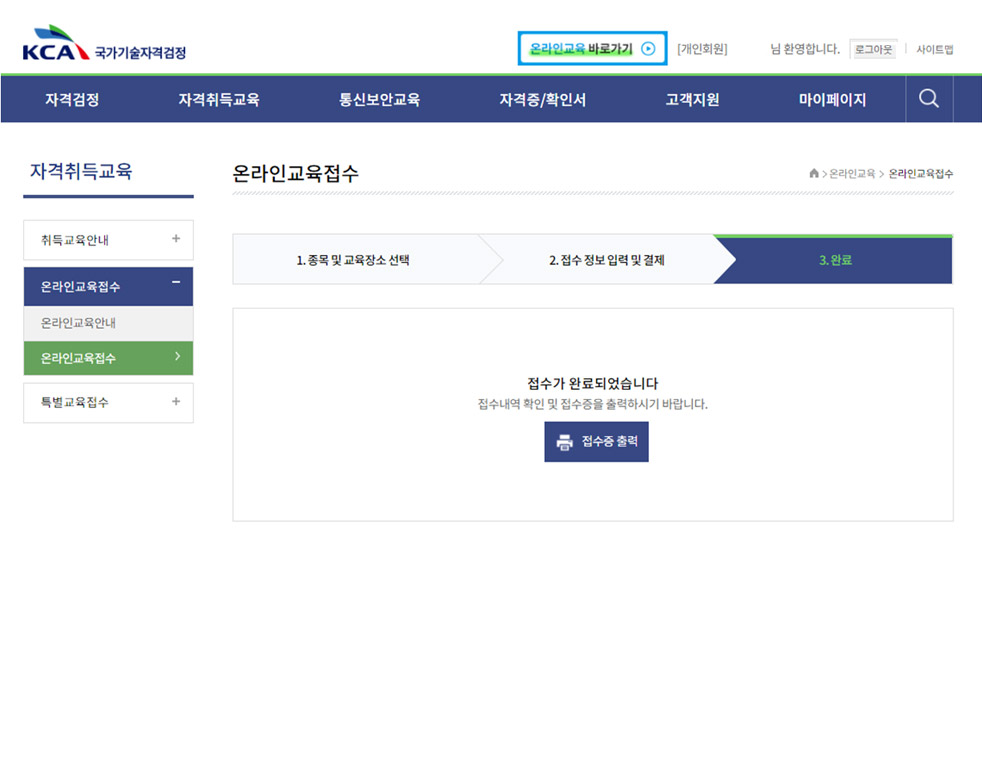 KCA 국가기술자격검정
온라인교육 바로가기 [개인회원] 님 환영합니다. 로그아웃 사이트맵
자격검정 자격취득교육 통신보안교육 자격증/확인서 고객지원 마이페이지
자격취득교육
취득교육안내 +
온라인교육접수 −
온라인교육안내
온라인교육접수 >
특별교육접수 +
온라인교육접수
> 온라인교육 > 온라인교육접수
1. 종목 및 교육장소 선택
2. 접수 정보 입력 및 결제
3. 완료
접수가 완료되었습니다
접수내역 확인 및 접수증을 출력하시기 바랍니다.
접수증 출력